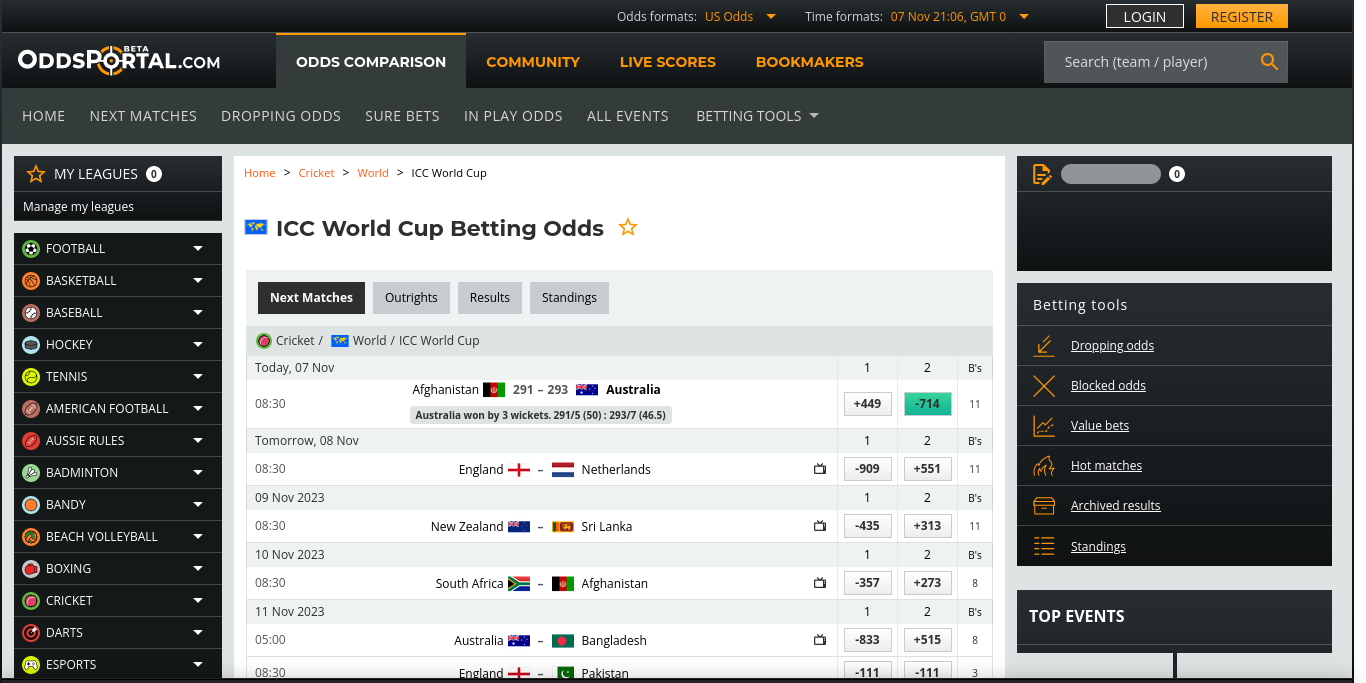 Odds formats: US Odds Time formats: 07 Nov 21:06, GMT 0 LOGIN REGISTER
ODDSPORTAL.COM BETA ODDS COMPARISON COMMUNITY LIVE SCORES BOOKMAKERS Search (team / player)
HOME NEXT MATCHES DROPPING ODDS SURE BETS IN PLAY ODDS ALL EVENTS BETTING TOOLS
MY LEAGUES 0
Manage my leagues
FOOTBALL
BASKETBALL
BASEBALL
HOCKEY
TENNIS
AMERICAN FOOTBALL
AUSSIE RULES
BADMINTON
BANDY
BEACH VOLLEYBALL
BOXING
CRICKET
DARTS
ESPORTS
Home > Cricket > World > ICC World Cup
ICC World Cup Betting Odds
Next Matches Outrights Results Standings
Cricket / World / ICC World Cup
Today, 07 Nov 1 2 B's
08:30 Afghanistan 291 – 293 Australia +449 -714 11
Australia won by 3 wickets. 291/5 (50) : 293/7 (46.5)
Tomorrow, 08 Nov 1 2 B's
08:30 England – Netherlands -909 +551 11
09 Nov 2023 1 2 B's
08:30 New Zealand – Sri Lanka -435 +313 11
10 Nov 2023 1 2 B's
08:30 South Africa – Afghanistan -357 +273 8
11 Nov 2023 1 2 B's
05:00 Australia – Bangladesh -833 +515 8
08:30 England – Pakistan -111 -111 3
0
Betting tools
Dropping odds
Blocked odds
Value bets
Hot matches
Archived results
Standings
TOP EVENTS